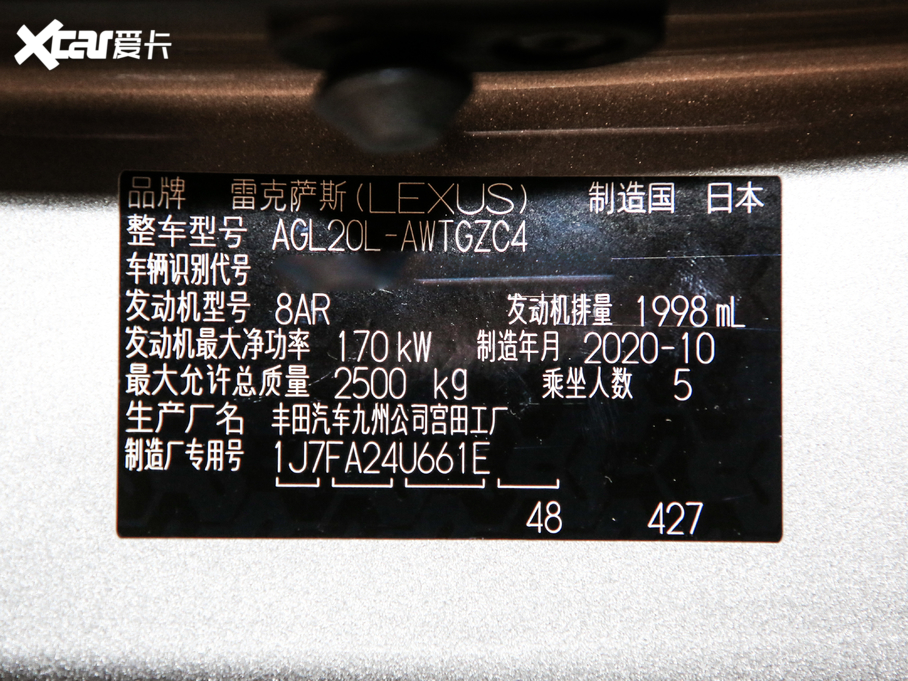 Xcar爱卡
品牌 雷克萨斯(LEXUS) 制造国 日本
整车型号 AGL20L-AWTGZC4
车辆识别代号
发动机型号 8AR 发动机排量 1998 mL
发动机最大净功率 170 kW 制造年月 2020-10
最大允许总质量 2500 kg 乘坐人数 5
生产厂名 丰田汽车九州公司宫田工厂
制造厂专用号 1J7FA24U661E
48 427